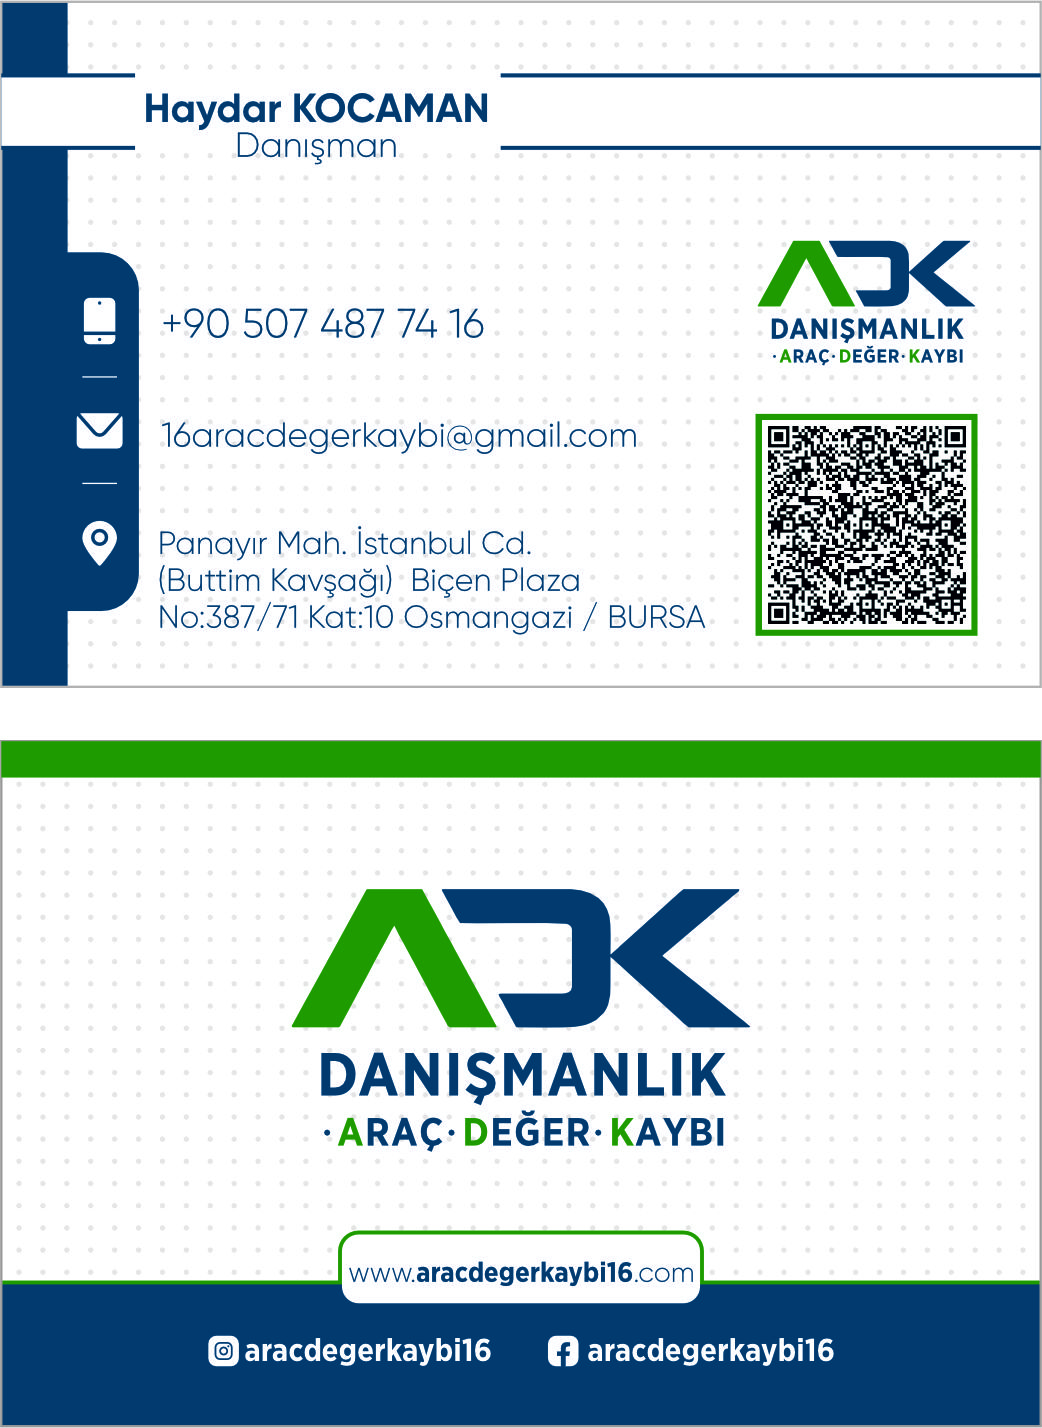 Haydar KOCAMAN
Danışman
+90 507 487 74 16
16aracdegerkaybi@gmail.com
Panayır Mah. İstanbul Cd.
(Buttim Kavşağı) Biçen Plaza
No:387/71 Kat:10 Osmangazi / BURSA
ADK
DANIŞMANLIK
·ARAÇ·DEĞER·KAYBI
ADK
DANIŞMANLIK
·ARAÇ·DEĞER·KAYBI
www.aracdegerkaybi16.com
aracdegerkaybi16
aracdegerkaybi16